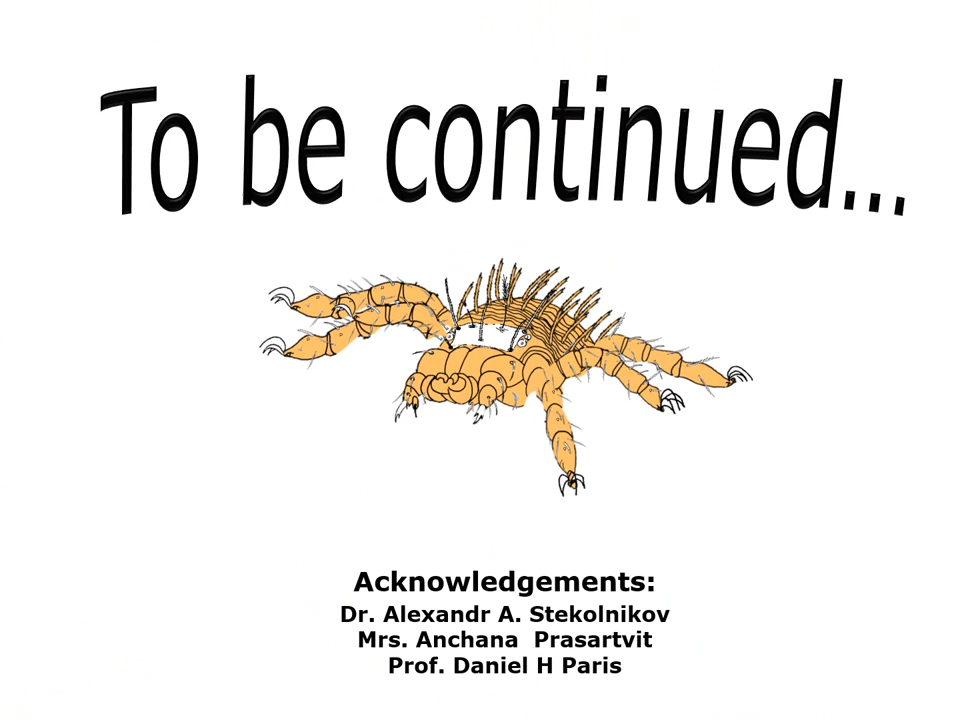 To be continued...
Acknowledgements:
Dr. Alexandr A. Stekolnikov
Mrs. Anchana  Prasartvit
Prof. Daniel H Paris